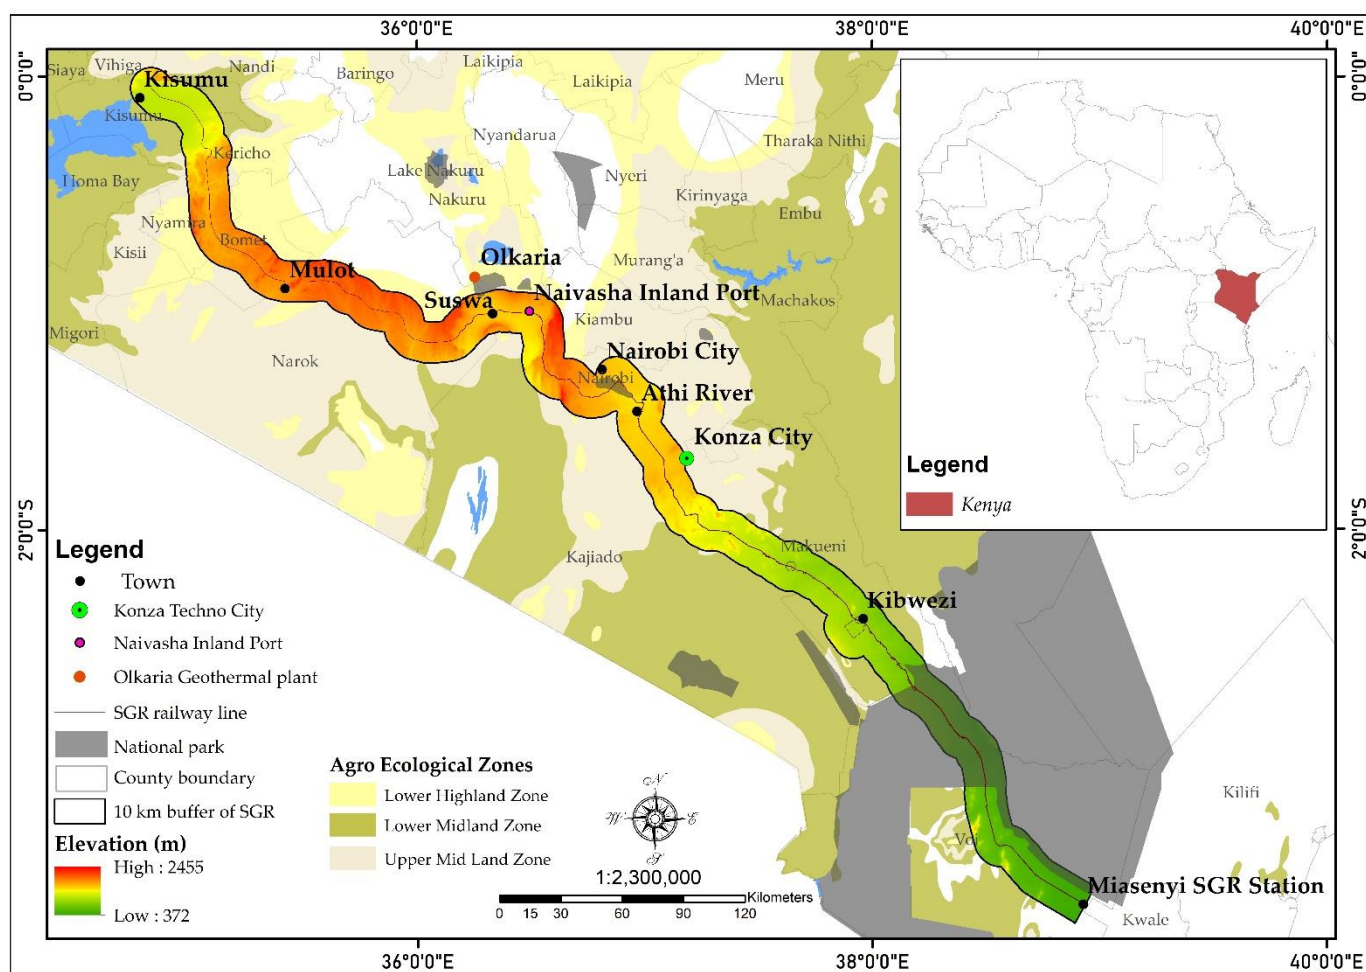 36°0'0"E
38°0'0"E
40°0'0"E
0°0'0"
0°0'0"
2°0'0"S
2°0'0"S
Siaya
Vihiga
Nandi
Baringo
Laikipia
Laikipia
Meru
Kisumu
Kisumu
Nyandarua
Tharaka Nithi
Kericho
Lake Nakuru
Nyeri
Homa Bay
Nakuru
Kirinyaga
Embu
Nyamira
Bomet
Kisii
Murang'a
Olkaria
Mulot
Machakos
Suswa
Naivasha Inland Port
Kiambu
Migori
Narok
Nairobi City
Nairobi
Athi River
Konza City
Kajiado
Makueni
Kibwezi
Voi
Kilifi
Miasenyi SGR Station
Kwale
Legend
Kenya
Legend
Town
Konza Techno City
Naivasha Inland Port
Olkaria Geothermal plant
SGR railway line
National park
County boundary
10 km buffer of SGR
Elevation (m)
High : 2455
Low : 372
Agro Ecological Zones
Lower Highland Zone
Lower Midland Zone
Upper Mid Land Zone
N
W
E
S
1:2,300,000
Kilometers
0 15 30 60 90 120
36°0'0"E
38°0'0"E
40°0'0"E